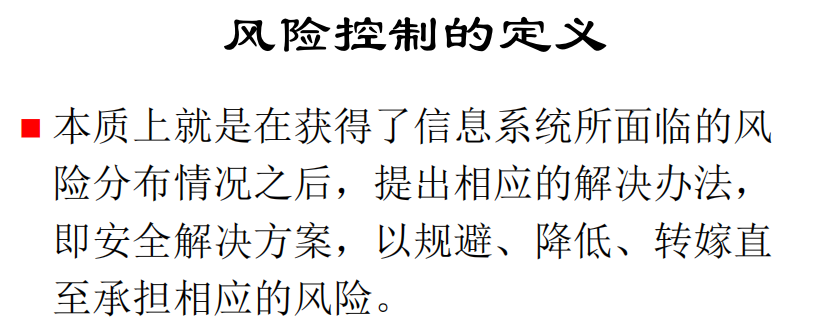 风险控制的定义
本质上就是在获得了信息系统所面临的风
险分布情况之后，提出相应的解决办法，
即安全解决方案，以规避、降低、转嫁直
至承担相应的风险。